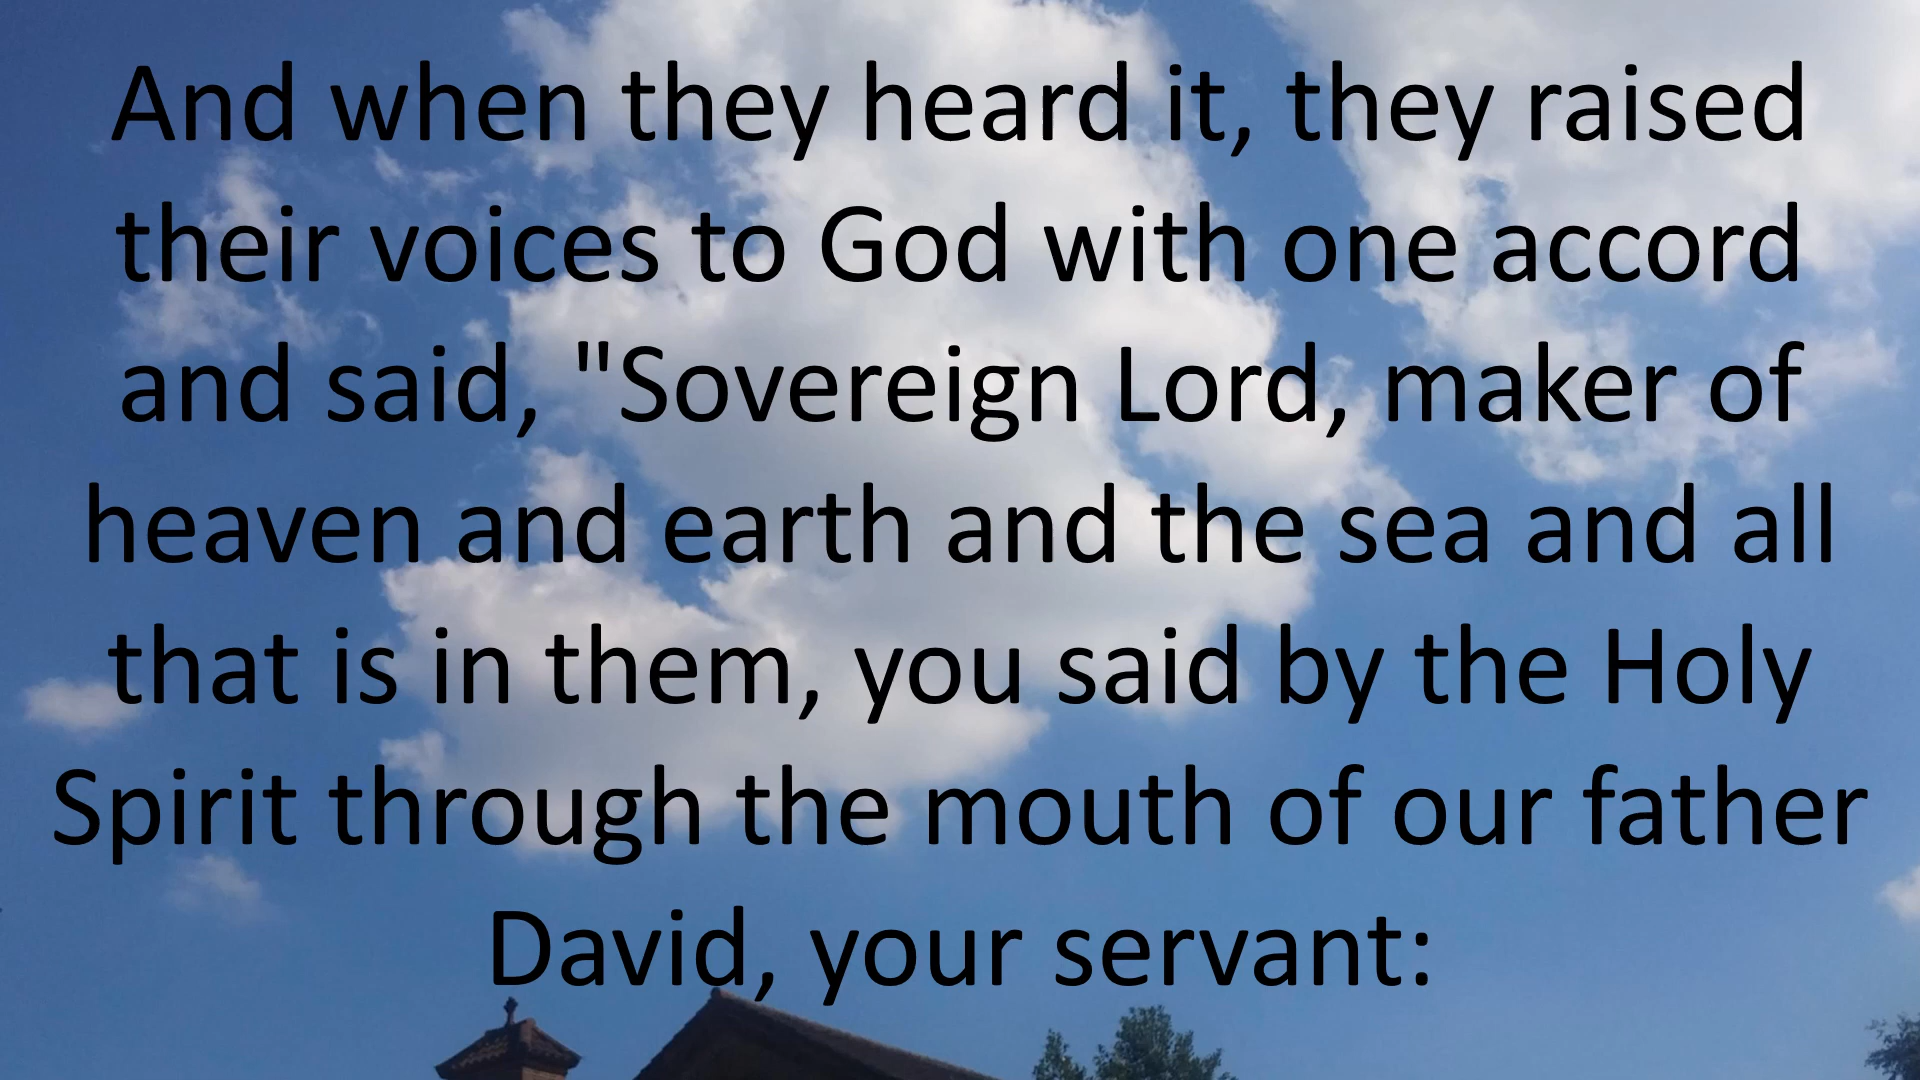 And when they heard it, they raised
their voices to God with one accord
and said, "Sovereign Lord, maker of
heaven and earth and the sea and all
that is in them, you said by the Holy
Spirit through the mouth of our father
David, your servant: